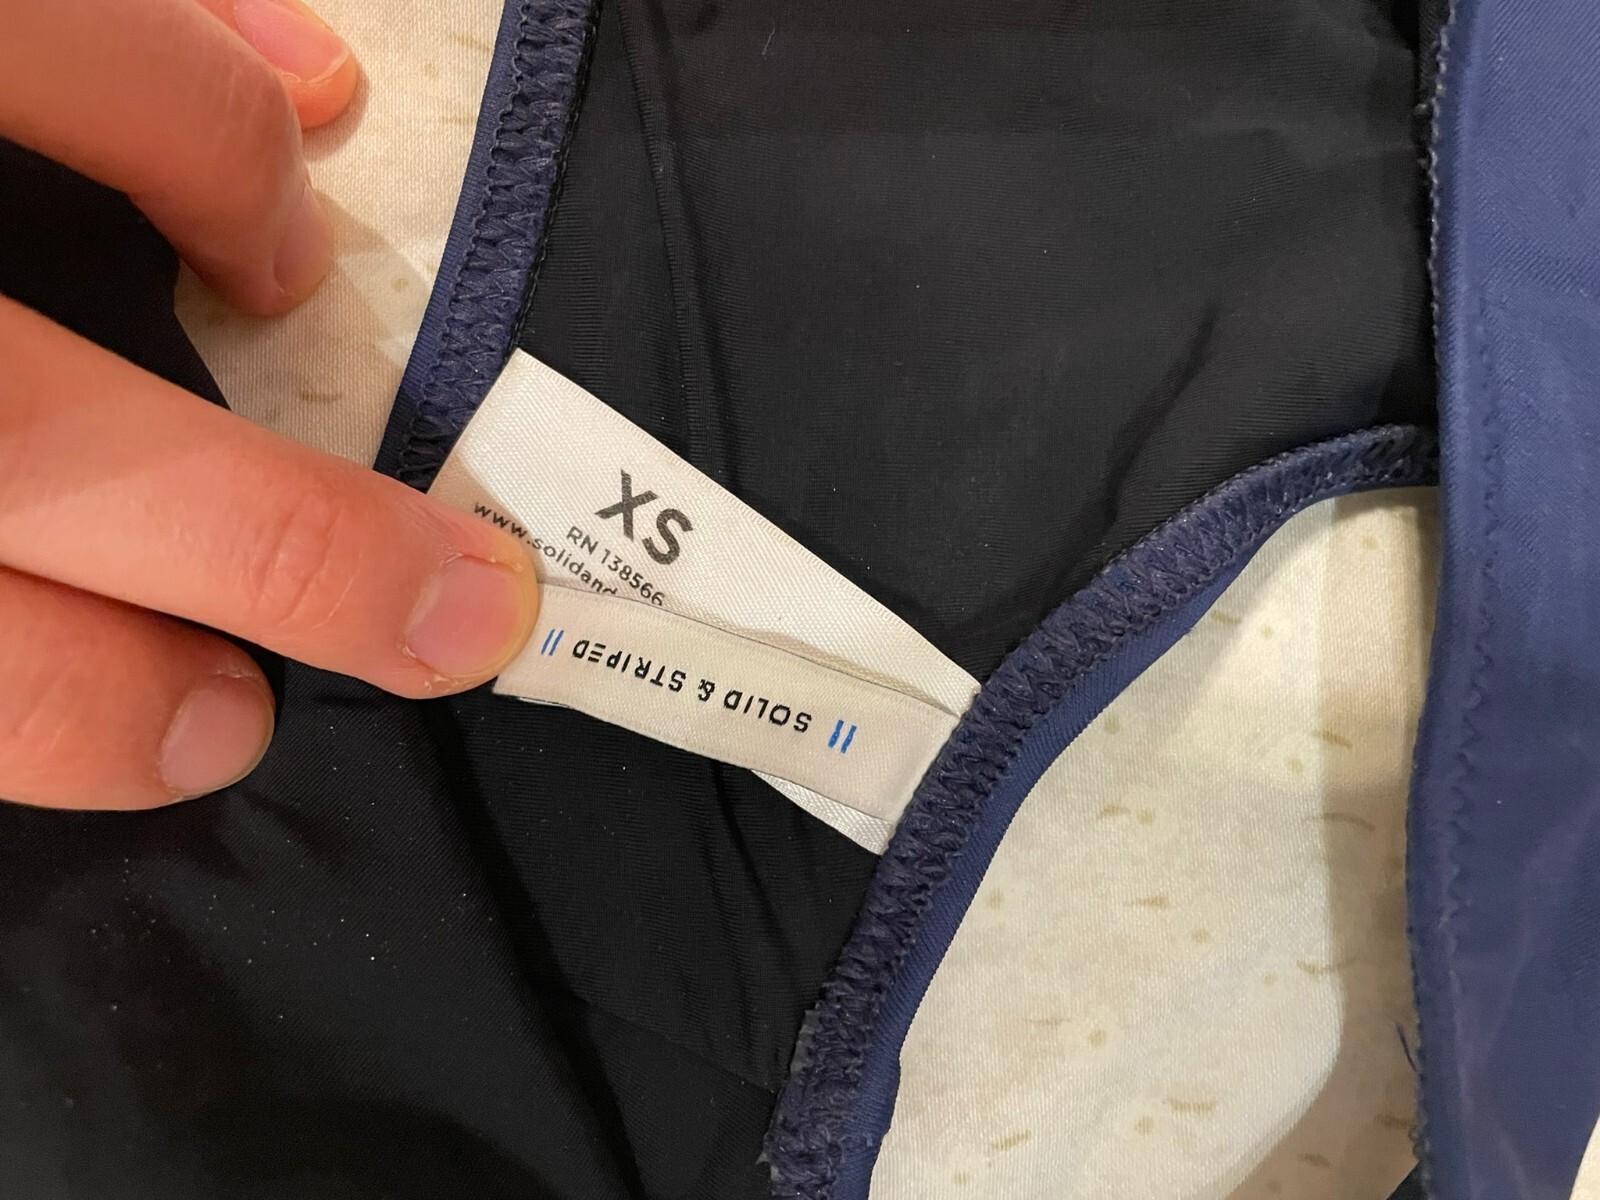 XS
RN 138566
www.solidand
SOLID & STRIPED